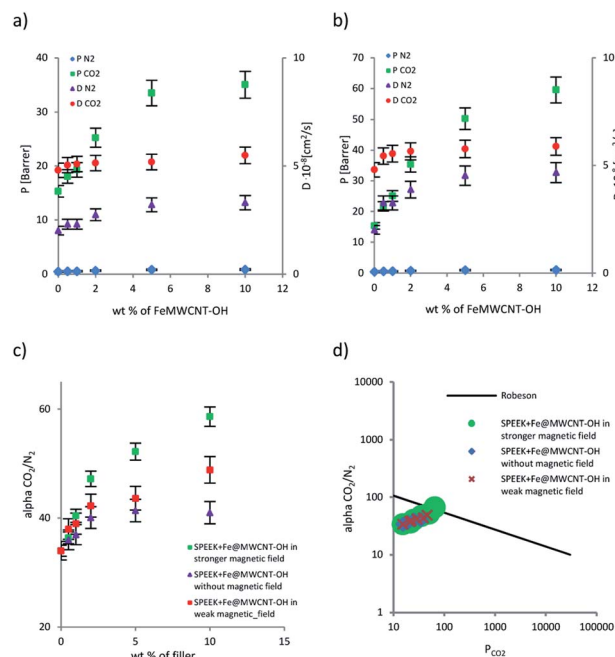 a)
P N2
P CO2
D N2
D CO2
P [Barrer]
40
30
20
10
0
D ·10⁻⁸[cm²/s]
10
5
0
0 2 4 6 8 10 12
wt % of FeMWCNT-OH
b)
P N2
P CO2
D N2
D CO2
P [Barrer]
70
60
50
40
30
20
10
0
10
5
0
0 2 4 6 8 10 12
wt % of FeMWCNT-OH
c)
alpha CO₂/N₂
60
40
20
0 5 10 15
wt % of filler
SPEEK+Fe@MWCNT-OH in
stronger magnetic field
SPEEK+Fe@MWCNT-OH
without magnetic field
SPEEK+Fe@MWCNT-OH in
weak magnetic_field
d)
alpha CO₂/N₂
10000
1000
100
10
1
10 100 1000 10000 100000
P_CO2
Robeson
SPEEK+Fe@MWCNT-OH in
stronger magnetic field
SPEEK+Fe@MWCNT-OH
without magnetic field
SPEEK+Fe@MWCNT-OH in
weak magnetic field